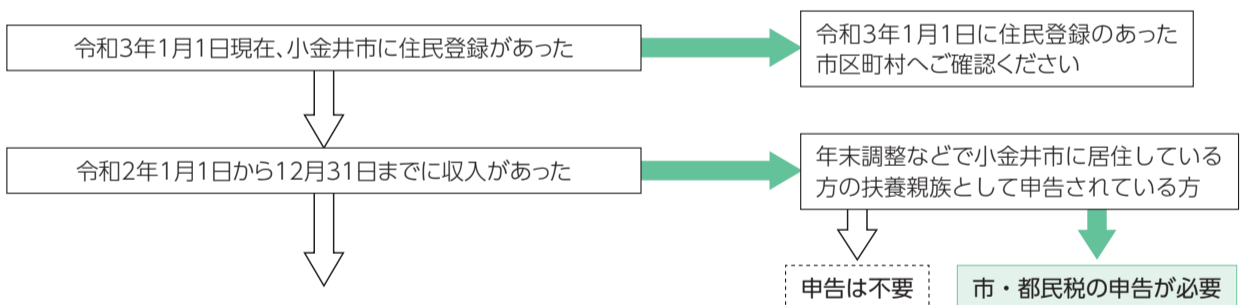 令和3年1月1日現在、小金井市に住民登録があった
令和3年1月1日に住民登録のあった
市区町村へご確認ください
令和2年1月1日から12月31日までに収入があった
年末調整などで小金井市に居住している
方の扶養親族として申告されている方
申告は不要
市・都民税の申告が必要